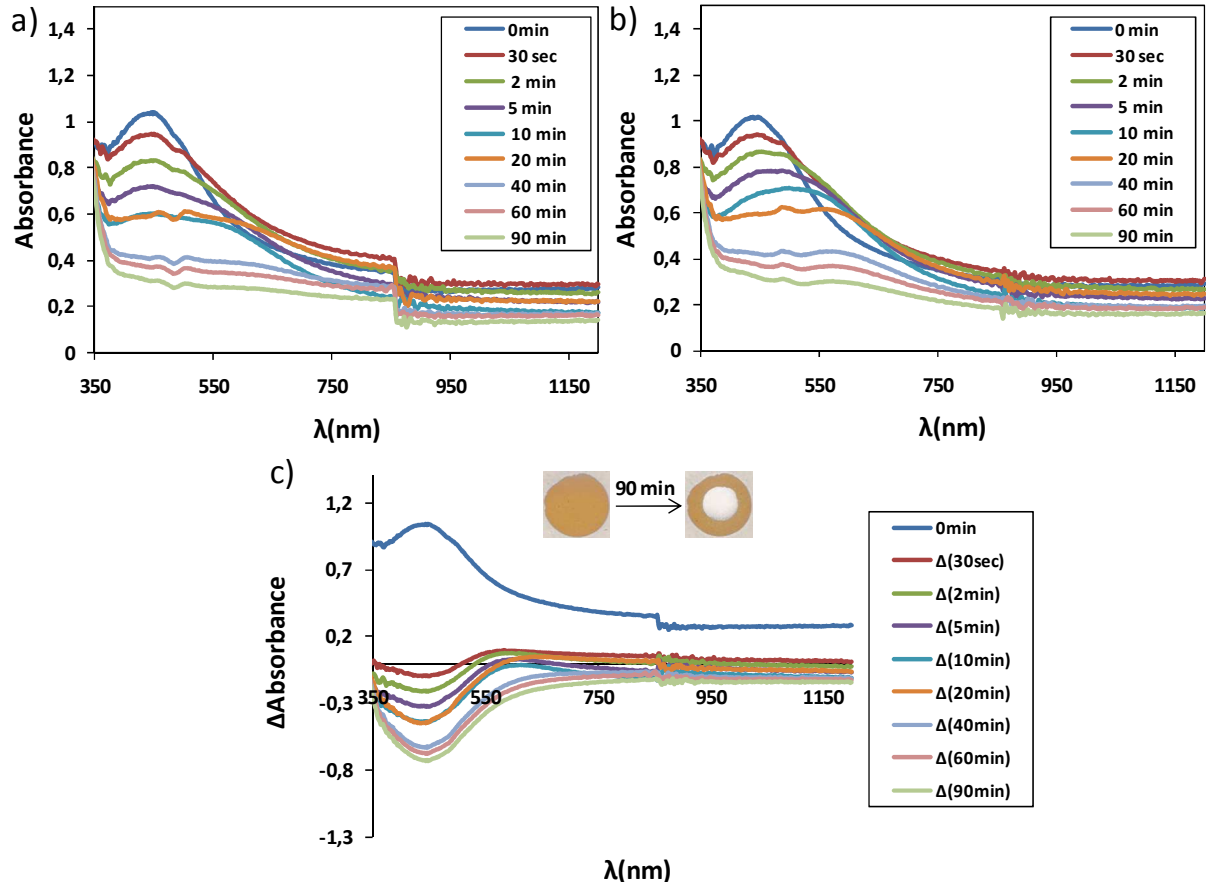 a)
1,4
1,2
1
0,8
0,6
0,4
0,2
0
Absorbance
350
550
750
950
1150
λ(nm)
0min
30 sec
2 min
5 min
10 min
20 min
40 min
60 min
90 min
b)
1,4
1,2
1
0,8
0,6
0,4
0,2
0
Absorbance
350
550
750
950
1150
λ(nm)
0 min
30 sec
2 min
5 min
10 min
20 min
40 min
60 min
90 min
c)
90 min
1,2
0,7
0,2
-0,3
-0,8
-1,3
ΔAbsorbance
350
550
750
950
1150
λ(nm)
0min
Δ(30sec)
Δ(2min)
Δ(5min)
Δ(10min)
Δ(20min)
Δ(40min)
Δ(60min)
Δ(90min)